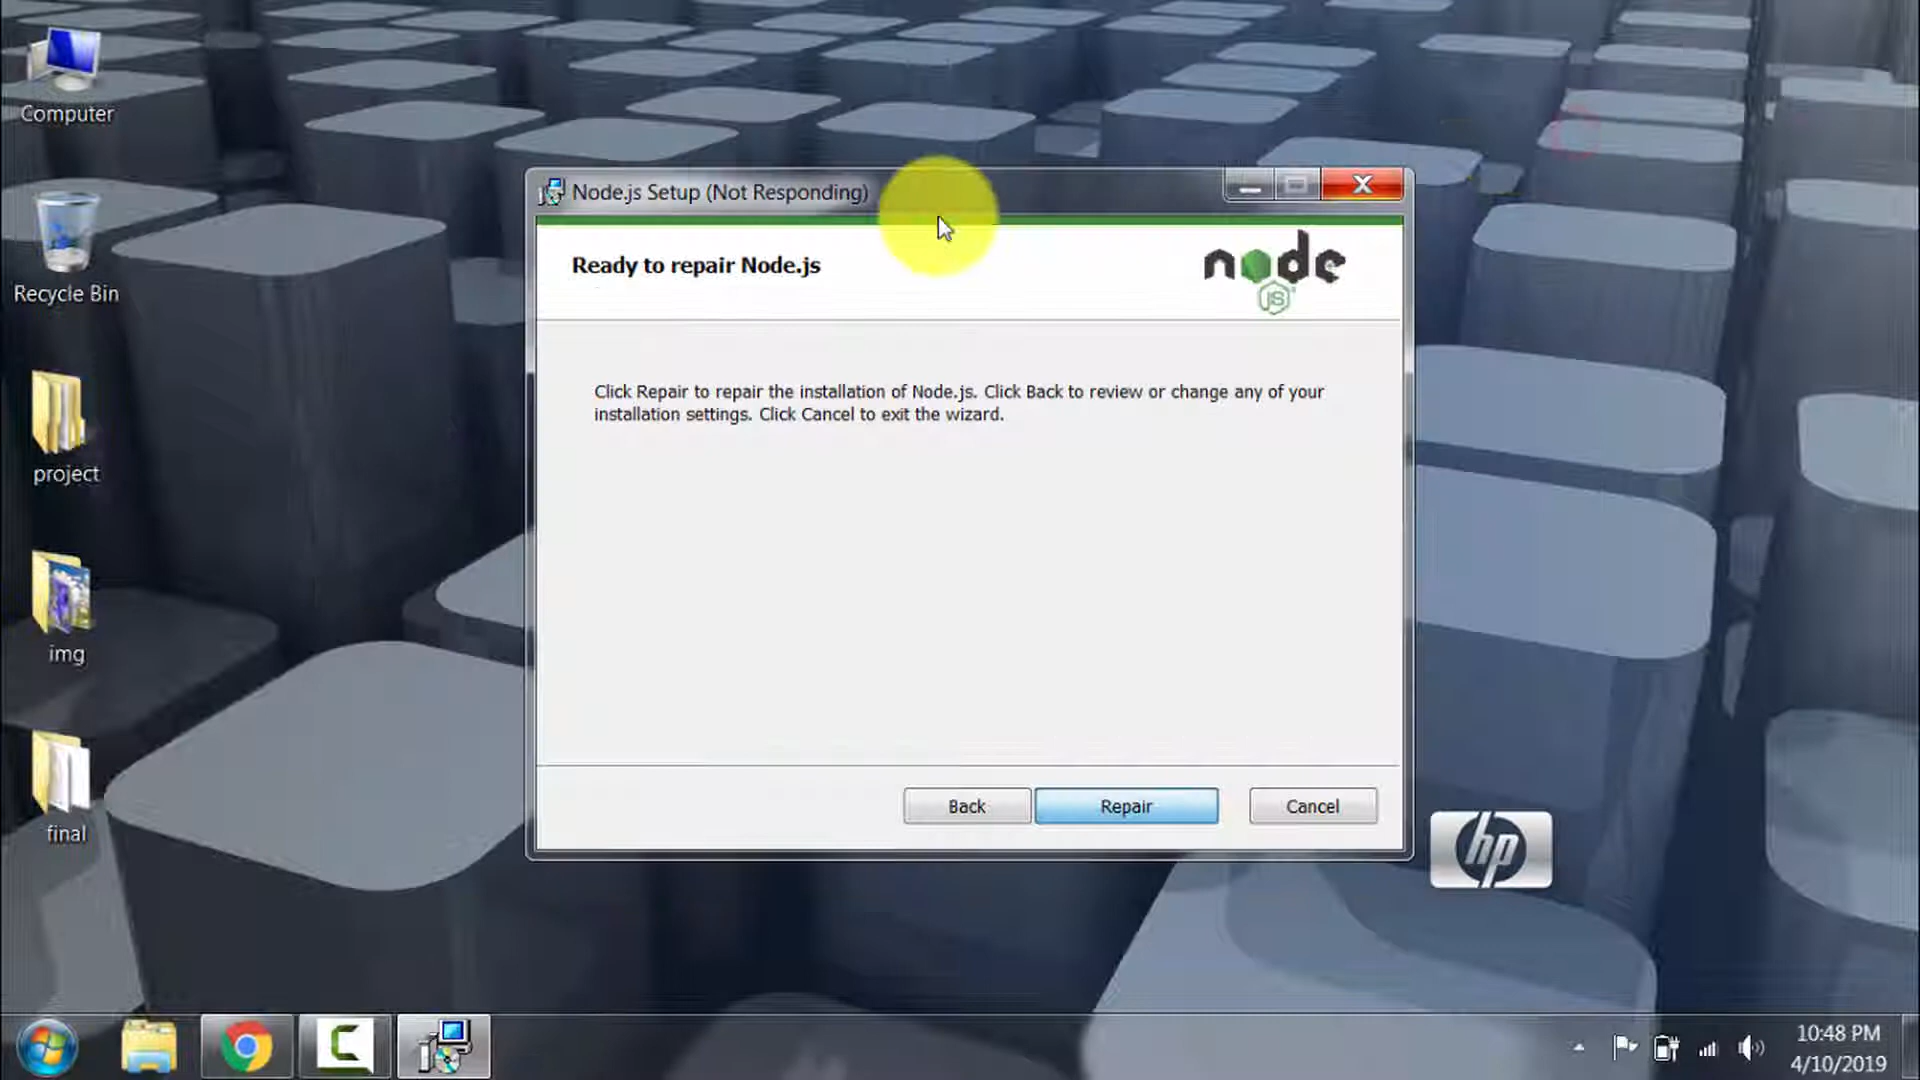 Computer
Recycle Bin
project
img
final
Node.js Setup (Not Responding)
Ready to repair Node.js
node
JS
Click Repair to repair the installation of Node.js. Click Back to review or change any of your
installation settings. Click Cancel to exit the wizard.
Back
Repair
Cancel
hp
10:48 PM
4/10/2019